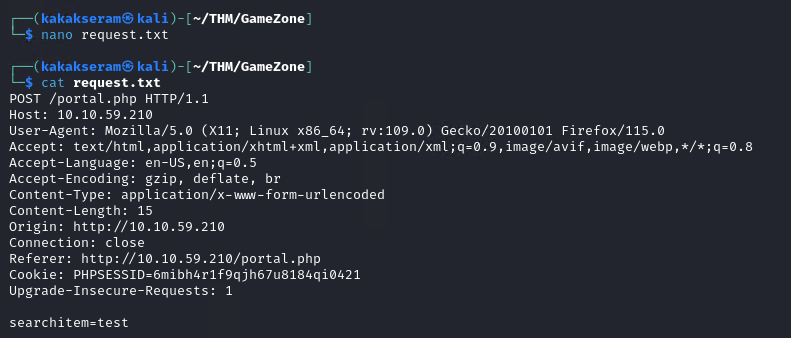 ┌──(kakakseram㉿kali)-[~/THM/GameZone]
└─$ nano request.txt
┌──(kakakseram㉿kali)-[~/THM/GameZone]
└─$ cat request.txt
POST /portal.php HTTP/1.1
Host: 10.10.59.210
User-Agent: Mozilla/5.0 (X11; Linux x86_64; rv:109.0) Gecko/20100101 Firefox/115.0
Accept: text/html,application/xhtml+xml,application/xml;q=0.9,image/avif,image/webp,*/*;q=0.8
Accept-Language: en-US,en;q=0.5
Accept-Encoding: gzip, deflate, br
Content-Type: application/x-www-form-urlencoded
Content-Length: 15
Origin: http://10.10.59.210
Connection: close
Referer: http://10.10.59.210/portal.php
Cookie: PHPSESSID=6mibh4r1f9qjh67u8184qi0421
Upgrade-Insecure-Requests: 1
searchitem=test